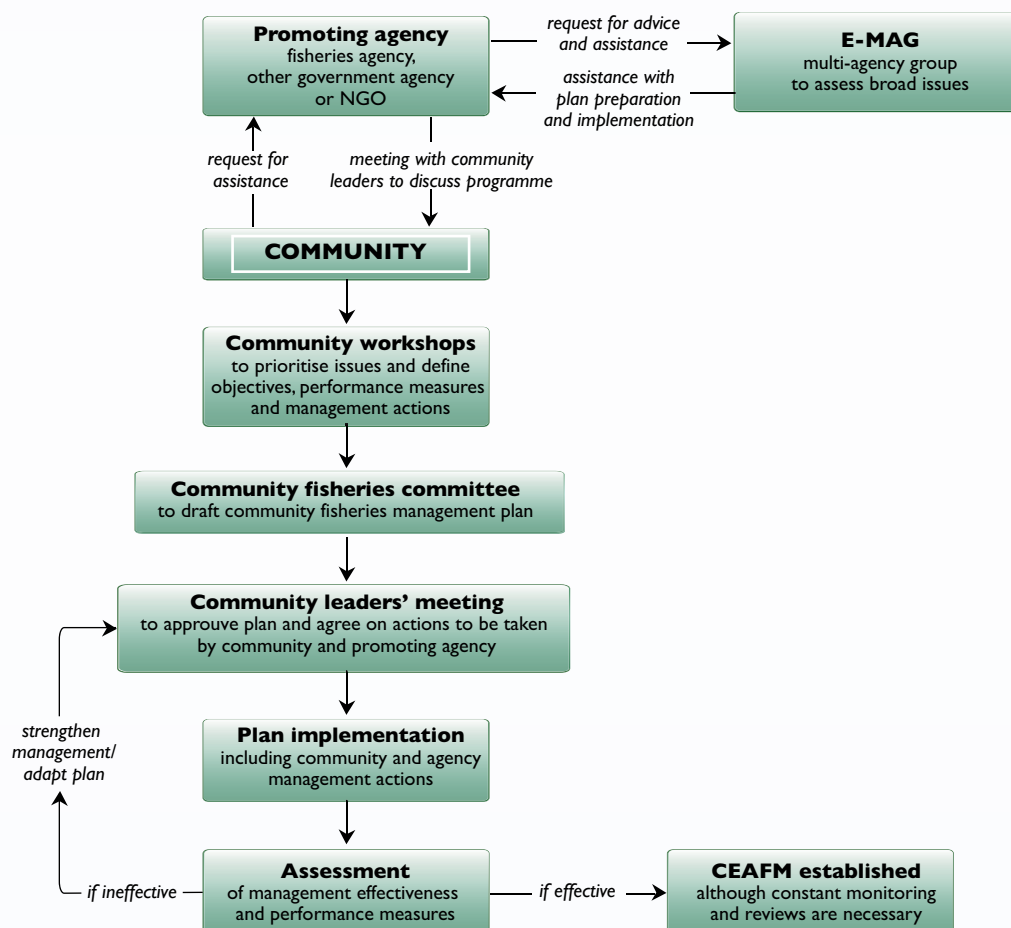 Promoting agency
fisheries agency,
other government agency
or NGO
request for advice
and assistance
E-MAG
multi-agency group
to assess broad issues
assistance with
plan preparation
and implementation
request for
assistance
meeting with community
leaders to discuss programme
COMMUNITY
Community workshops
to prioritise issues and define
objectives, performance measures
and management actions
Community fisheries committee
to draft community fisheries management plan
Community leaders’ meeting
to approuve plan and agree on actions to be taken
by community and promoting agency
Plan implementation
including community and agency
management actions
strengthen
management/
adapt plan
if ineffective
Assessment
of management effectiveness
and performance measures
if effective
CEAFM established
although constant monitoring
and reviews are necessary